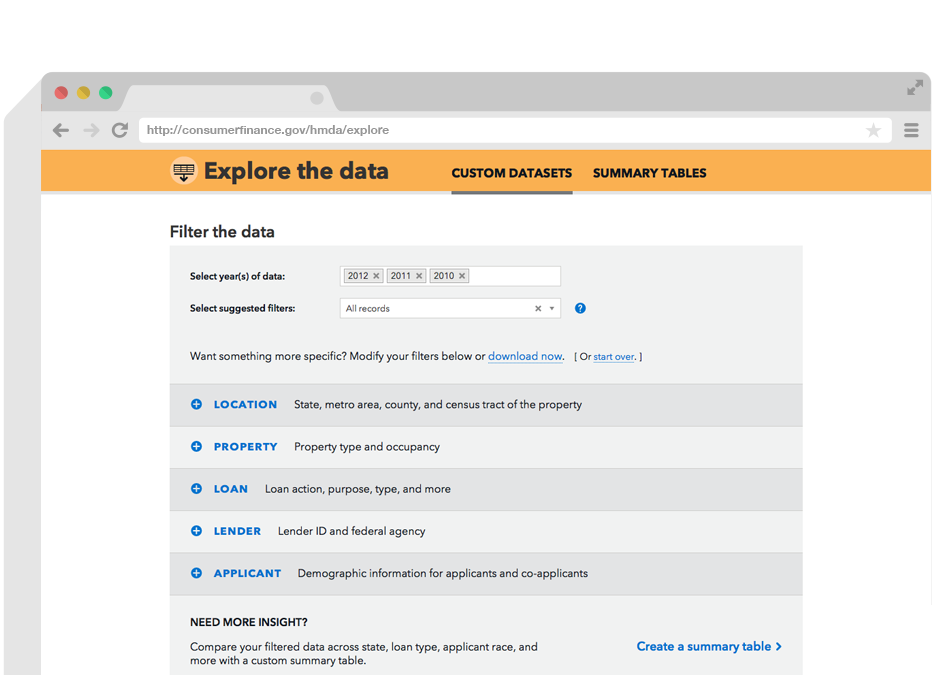 http://consumerfinance.gov/hmda/explore
Explore the data
CUSTOM DATASETS
SUMMARY TABLES
Filter the data
Select year(s) of data:
2012 × 2011 × 2010 ×
Select suggested filters:
All records ×
?
Want something more specific? Modify your filters below or download now. [ Or start over. ]
LOCATION State, metro area, county, and census tract of the property
PROPERTY Property type and occupancy
LOAN Loan action, purpose, type, and more
LENDER Lender ID and federal agency
APPLICANT Demographic information for applicants and co-applicants
NEED MORE INSIGHT?
Compare your filtered data across state, loan type, applicant race, and
more with a custom summary table.
Create a summary table >